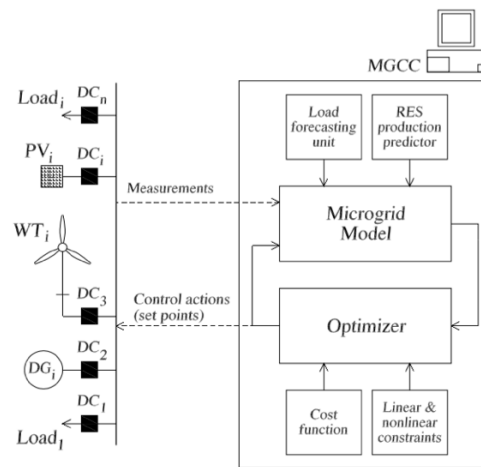 MGCC
Load_i
DC_n
PV_i
DC_i
WT_i
DC_3
DG_i
DC_2
Load_1
DC_1
Measurements
Control actions
(set points)
Load
forecasting
unit
RES
production
predictor
Microgrid
Model
Optimizer
Cost
function
Linear &
nonlinear
constraints